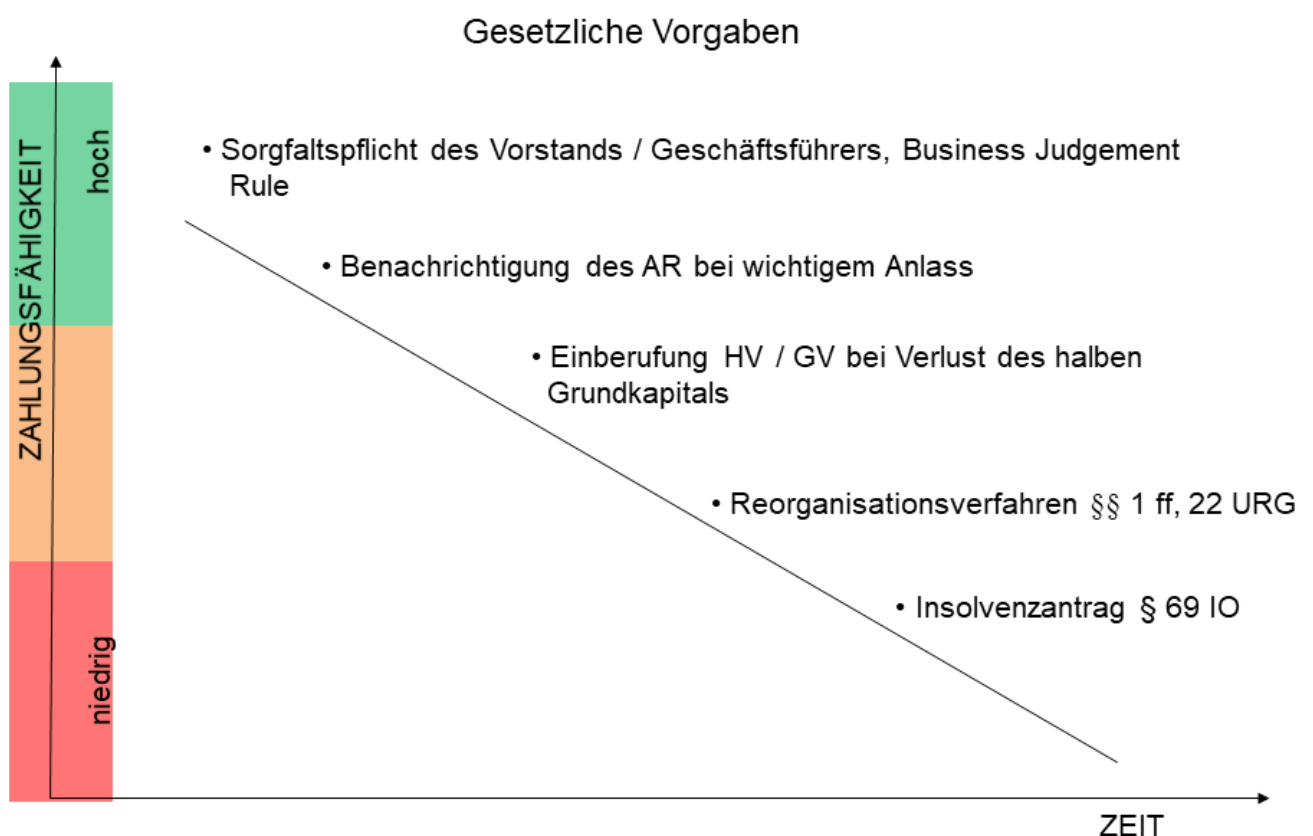 Gesetzliche Vorgaben
ZAHLUNGSFÄHIGKEIT
hoch
niedrig
• Sorgfaltspflicht des Vorstands / Geschäftsführers, Business Judgement
Rule
• Benachrichtigung des AR bei wichtigem Anlass
• Einberufung HV / GV bei Verlust des halben
Grundkapitals
• Reorganisationsverfahren §§ 1 ff, 22 URG
• Insolvenzantrag § 69 IO
ZEIT